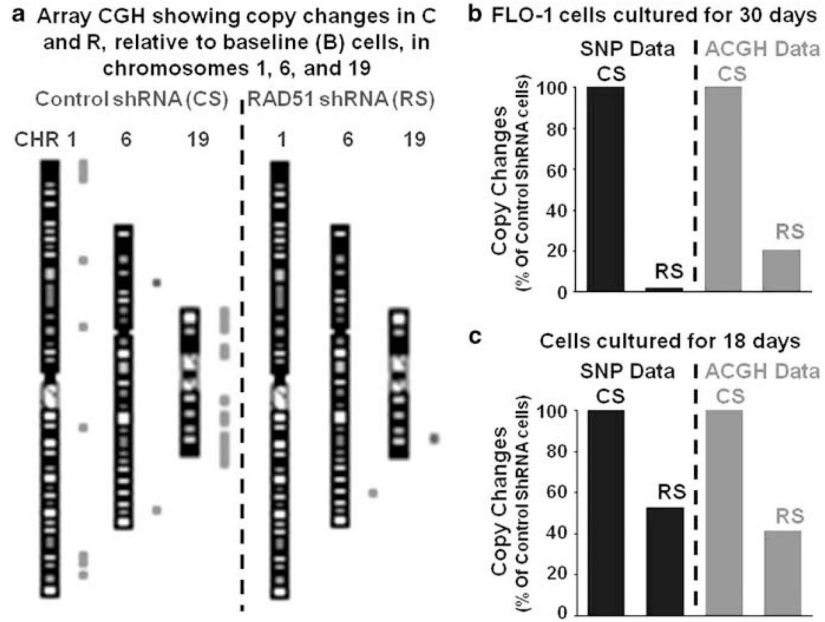 a Array CGH showing copy changes in C
and R, relative to baseline (B) cells, in
chromosomes 1, 6, and 19
Control shRNA (CS) RAD51 shRNA (RS)
CHR 1 6 19 1 6 19
b FLO-1 cells cultured for 30 days
SNP Data ACGH Data
CS CS
Copy Changes
(% Of Control ShRNA cells)
100
80
60
40
20
0
RS
RS
c Cells cultured for 18 days
SNP Data ACGH Data
CS CS
Copy Changes
(% Of Control ShRNA cells)
100
80
60
40
20
0
RS
RS